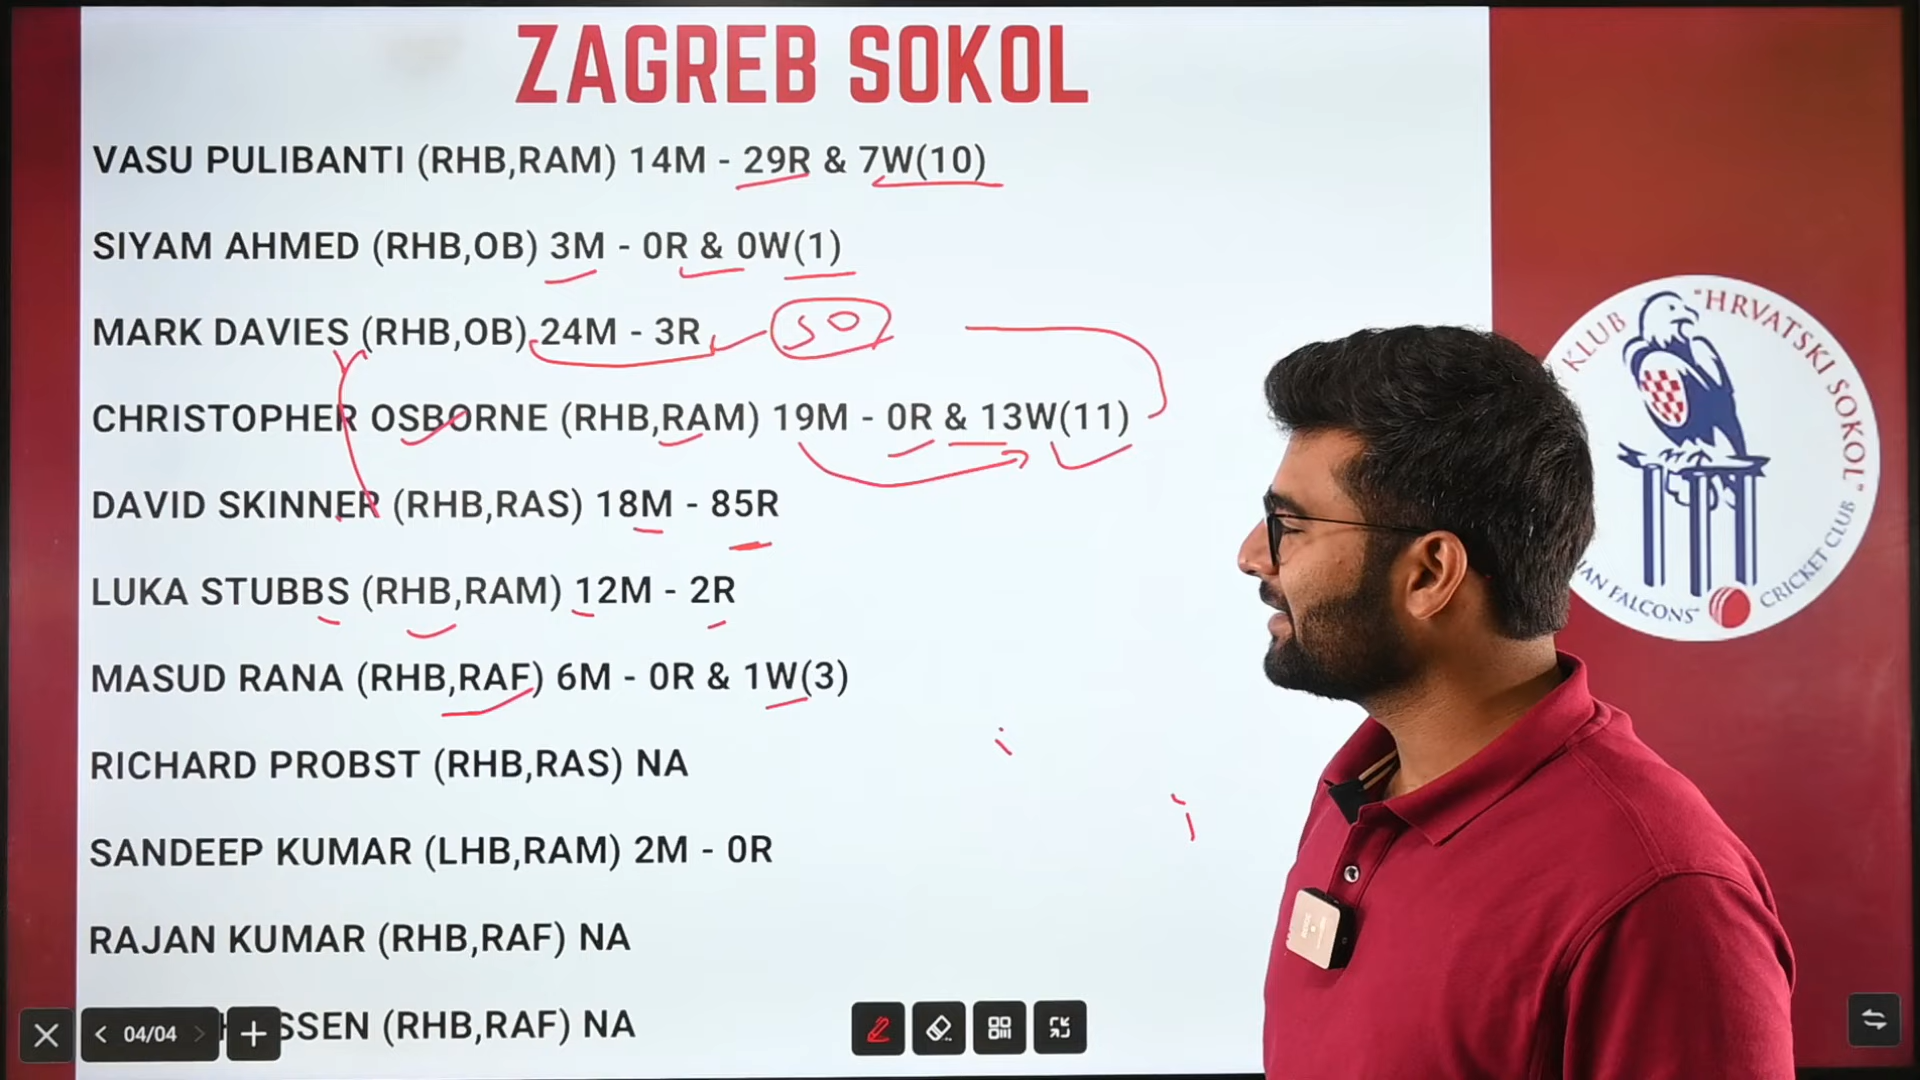 ZAGREB SOKOL
VASU PULIBANTI (RHB,RAM) 14M - 29R & 7W(10)
SIYAM AHMED (RHB,OB) 3M - 0R & 0W(1)
MARK DAVIES (RHB,OB) 24M - 3R
SO
CHRISTOPHER OSBORNE (RHB,RAM) 19M - 0R & 13W(11)
DAVID SKINNER (RHB,RAS) 18M - 85R
LUKA STUBBS (RHB,RAM) 12M - 2R
MASUD RANA (RHB,RAF) 6M - 0R & 1W(3)
RICHARD PROBST (RHB,RAS) NA
SANDEEP KUMAR (LHB,RAM) 2M - 0R
RAJAN KUMAR (RHB,RAF) NA
SSEN (RHB,RAF) NA
04/04
KLUB "HRVATSKI SOKOL"
IAN FALCONS" CRICKET CLUB